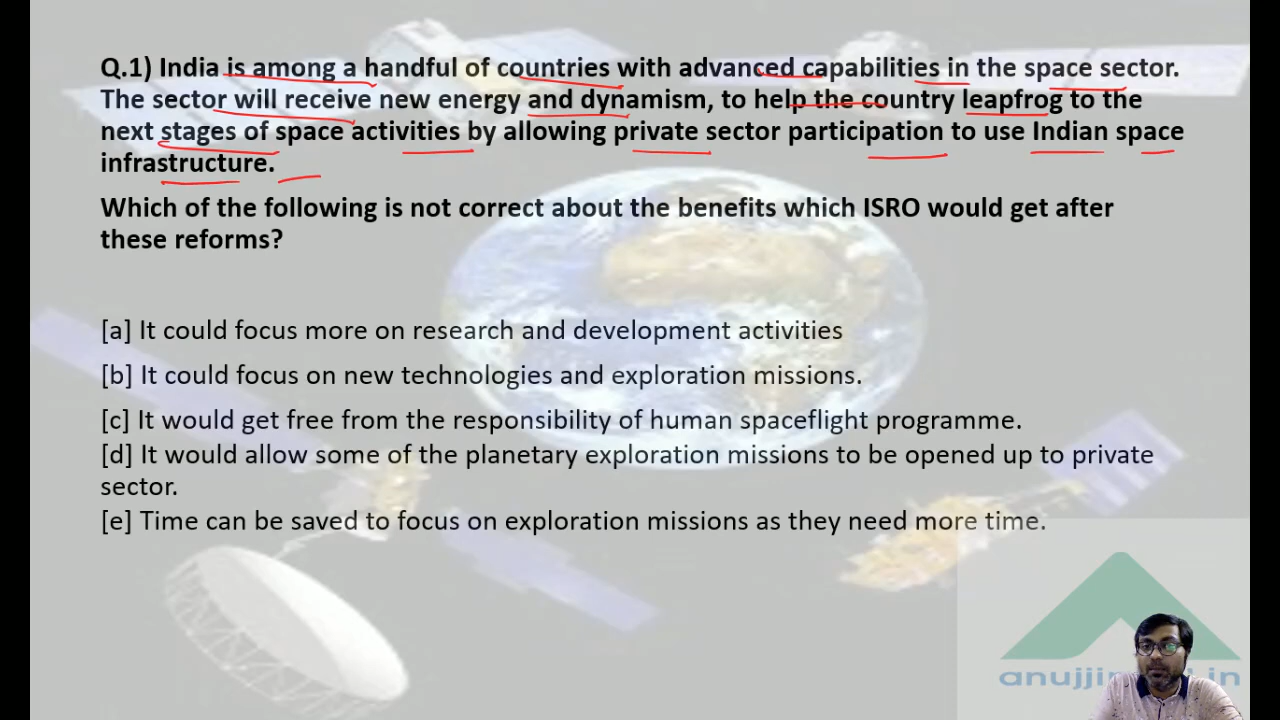 Q.1) India is among a handful of countries with advanced capabilities in the space sector.
The sector will receive new energy and dynamism, to help the country leapfrog to the
next stages of space activities by allowing private sector participation to use Indian space
infrastructure.
Which of the following is not correct about the benefits which ISRO would get after
these reforms?
[a] It could focus more on research and development activities
[b] It could focus on new technologies and exploration missions.
[c] It would get free from the responsibility of human spaceflight programme.
[d] It would allow some of the planetary exploration missions to be opened up to private
sector.
[e] Time can be saved to focus on exploration missions as they need more time.